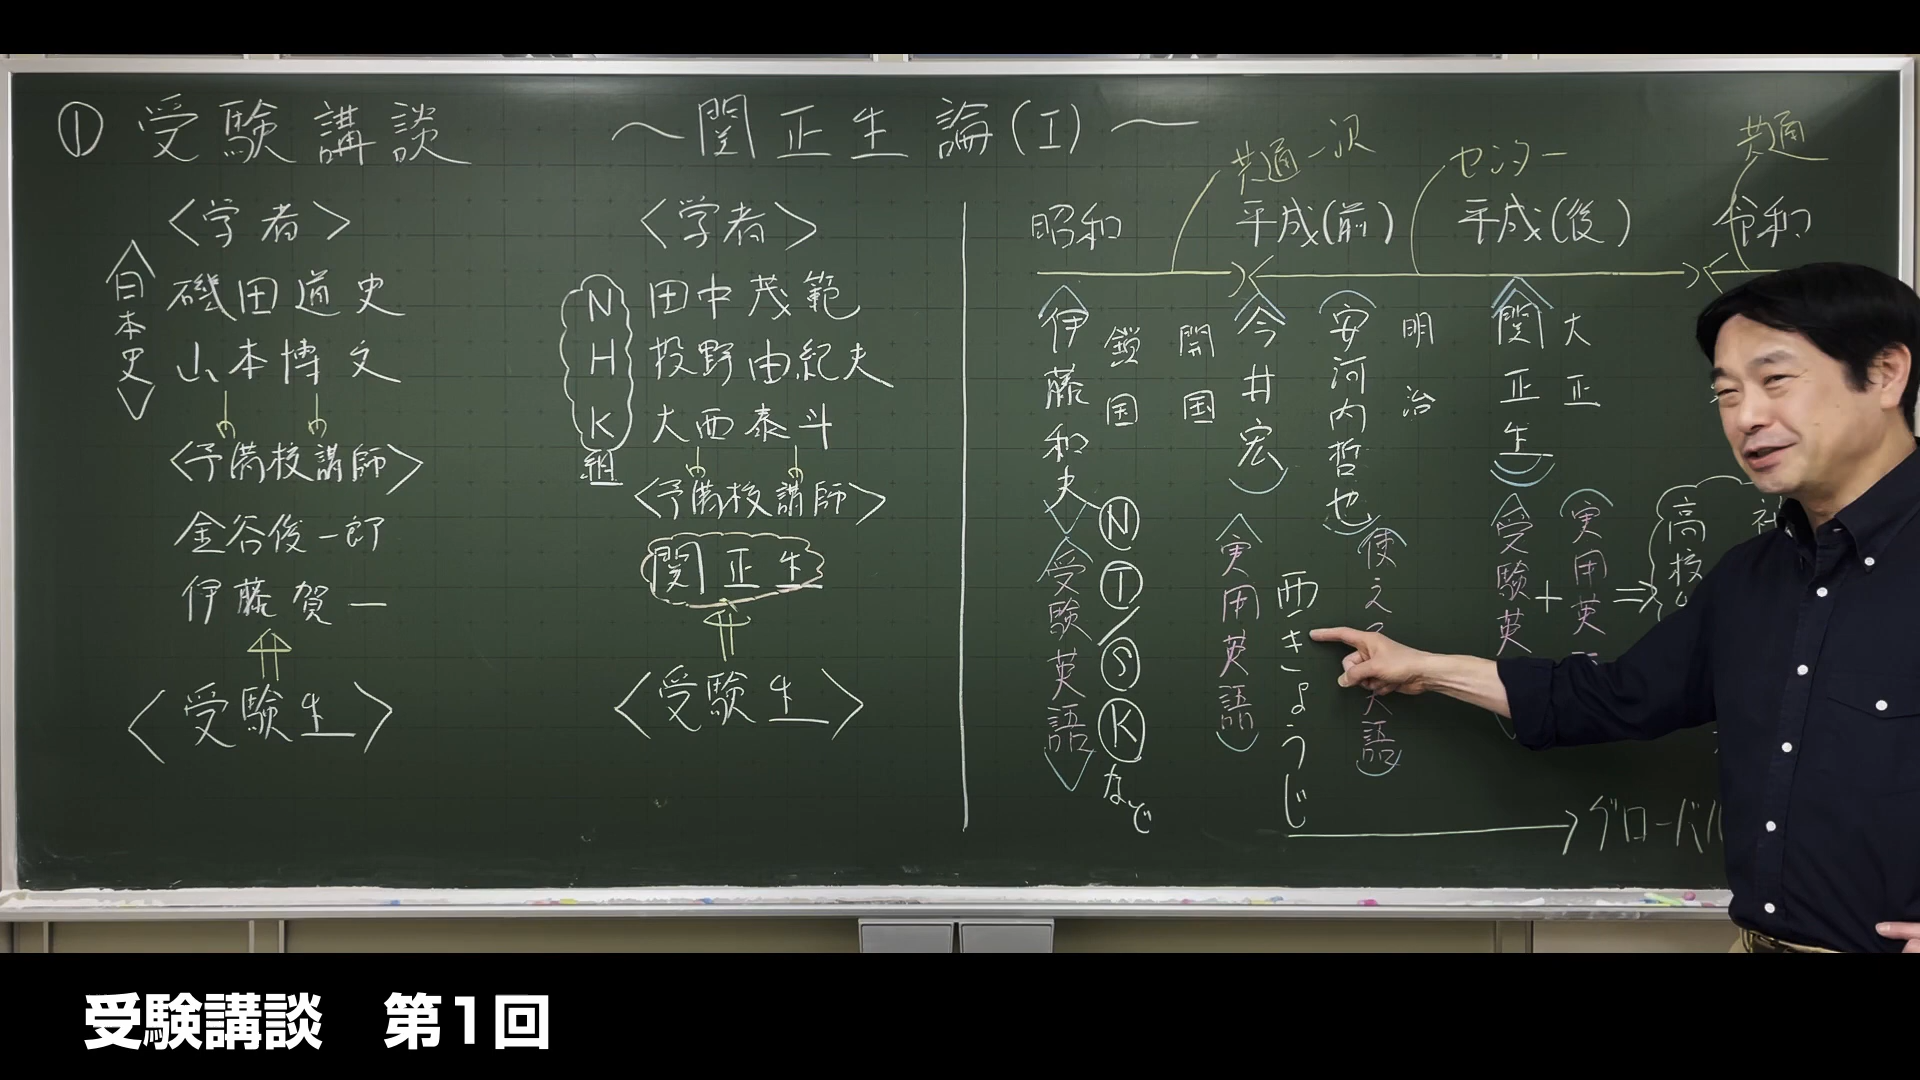 ① 受験講談 ～関正生論(I)～
<学者>
日本史
磯田道史
山本博文
<予備校講師>
金谷俊一郎
伊藤賀一
<受験生>
<学者>
NHK組
田中茂範
投野由紀夫
大西泰斗
<予備校講師>
関正生
<受験生>
共通一次
センター
共通
昭和
平成(前)
平成(後)
令和
伊藤和夫
受験英語
鎖国
Ⓝ
Ⓣ/Ⓢ
Ⓚ
など
開国
今井宏
実用英語
西きょうじ
安河内哲也
明治
関正生
受験英
+
大正
実用英
⇒
高校
グローバル
受験講談 第1回